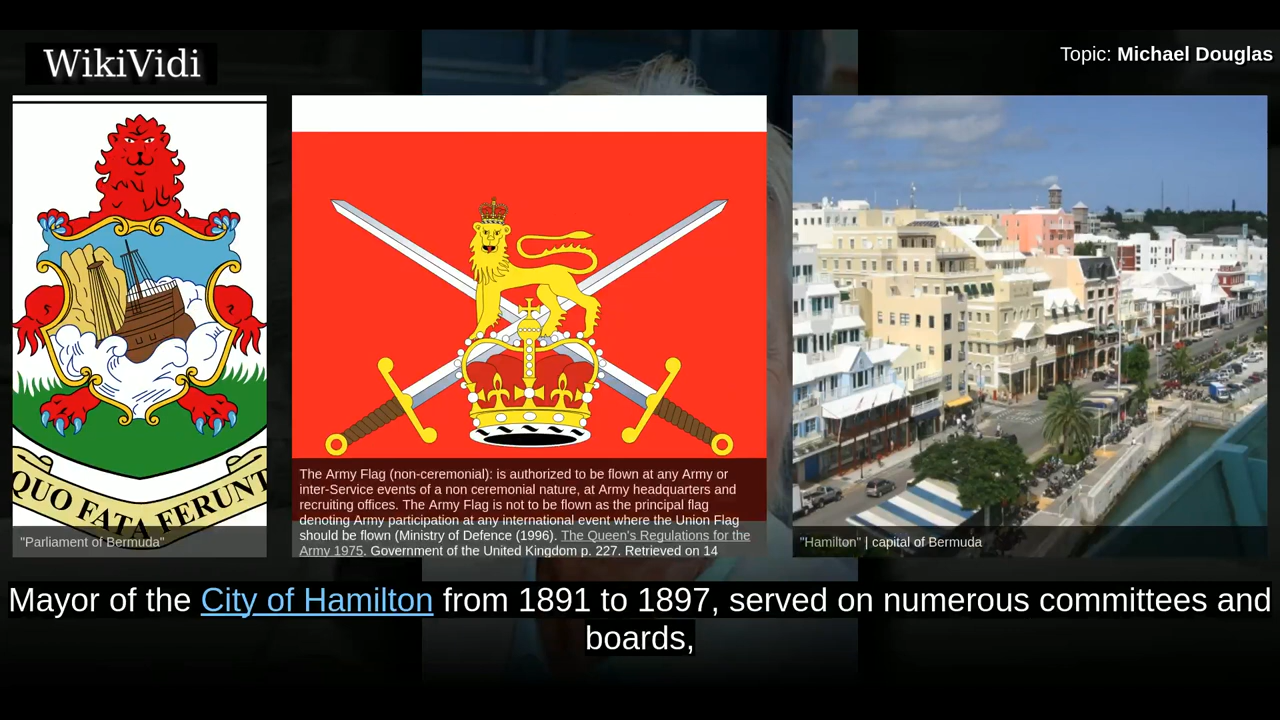 WikiVidi
Topic: Michael Douglas
QUO FATA FERUNT
"Parliament of Bermuda"
The Army Flag (non-ceremonial): is authorized to be flown at any Army or
inter-Service events of a non ceremonial nature, at Army headquarters and
recruiting offices. The Army Flag is not to be flown as the principal flag
denoting Army participation at any international event where the Union Flag
should be flown (Ministry of Defence (1996). The Queen's Regulations for the
Army 1975. Government of the United Kingdom p. 227. Retrieved on 14
"Hamilton" | capital of Bermuda
Mayor of the City of Hamilton from 1891 to 1897, served on numerous committees and
boards,